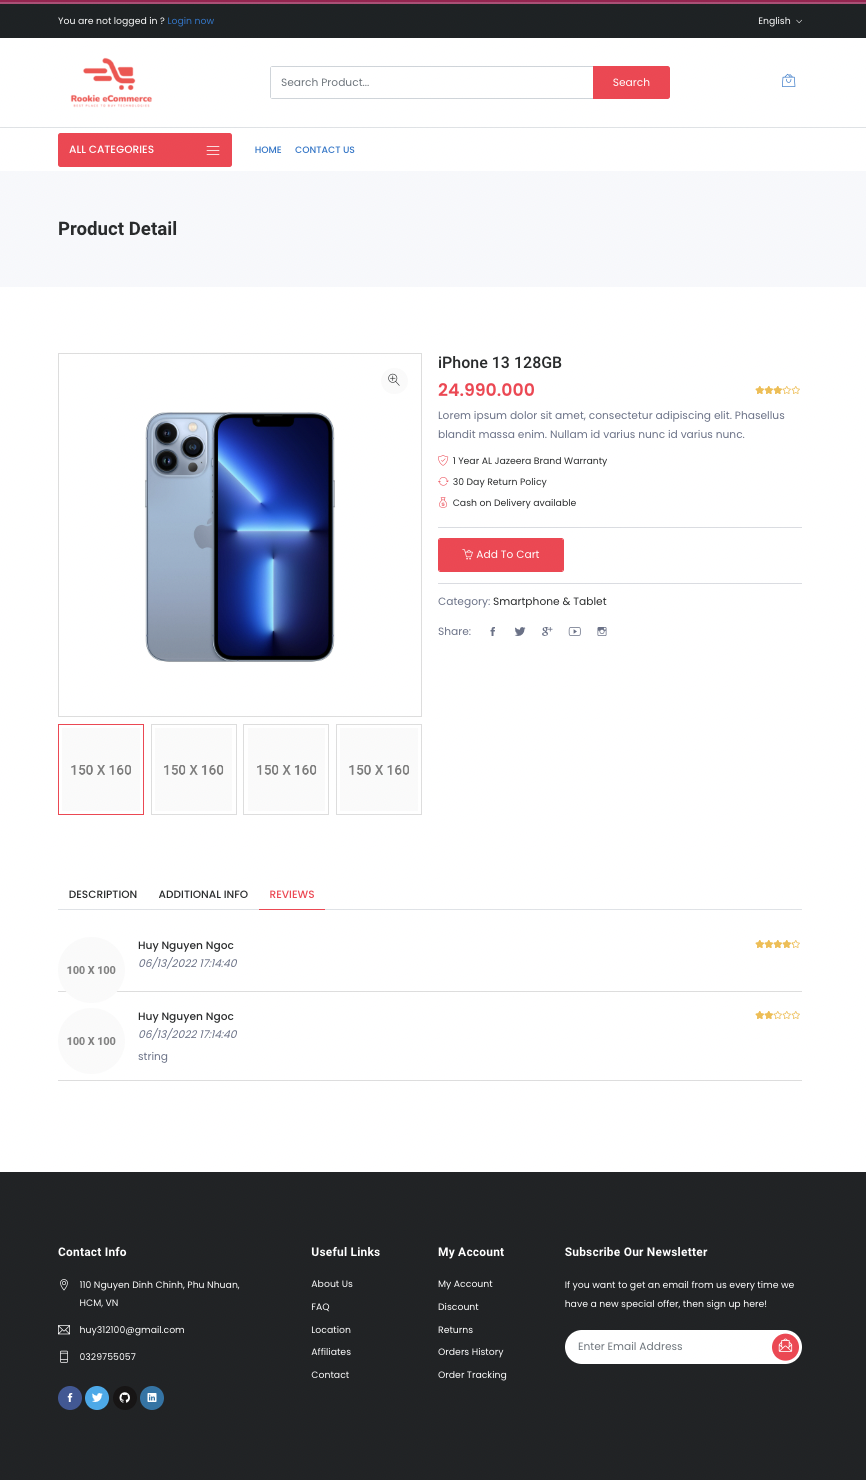 You are not logged in ? Login now
English
Rookie eCommerce
Search Product...
Search
ALL CATEGORIES
HOME
CONTACT US
Product Detail
iPhone 13 128GB
24.990.000
Lorem ipsum dolor sit amet, consectetur adipiscing elit. Phasellus
blandit massa enim. Nullam id varius nunc id varius nunc.
1 Year AL Jazeera Brand Warranty
30 Day Return Policy
Cash on Delivery available
Add To Cart
Category: Smartphone & Tablet
Share:
150 X 160
150 X 160
150 X 160
150 X 160
DESCRIPTION
ADDITIONAL INFO
REVIEWS
100 X 100
Huy Nguyen Ngoc
06/13/2022 17:14:40
100 X 100
Huy Nguyen Ngoc
06/13/2022 17:14:40
string
Contact Info
110 Nguyen Dinh Chinh, Phu Nhuan,
HCM, VN
huy312100@gmail.com
0329755057
Useful Links
About Us
FAQ
Location
Affiliates
Contact
My Account
My Account
Discount
Returns
Orders History
Order Tracking
Subscribe Our Newsletter
If you want to get an email from us every time we
have a new special offer, then sign up here!
Enter Email Address